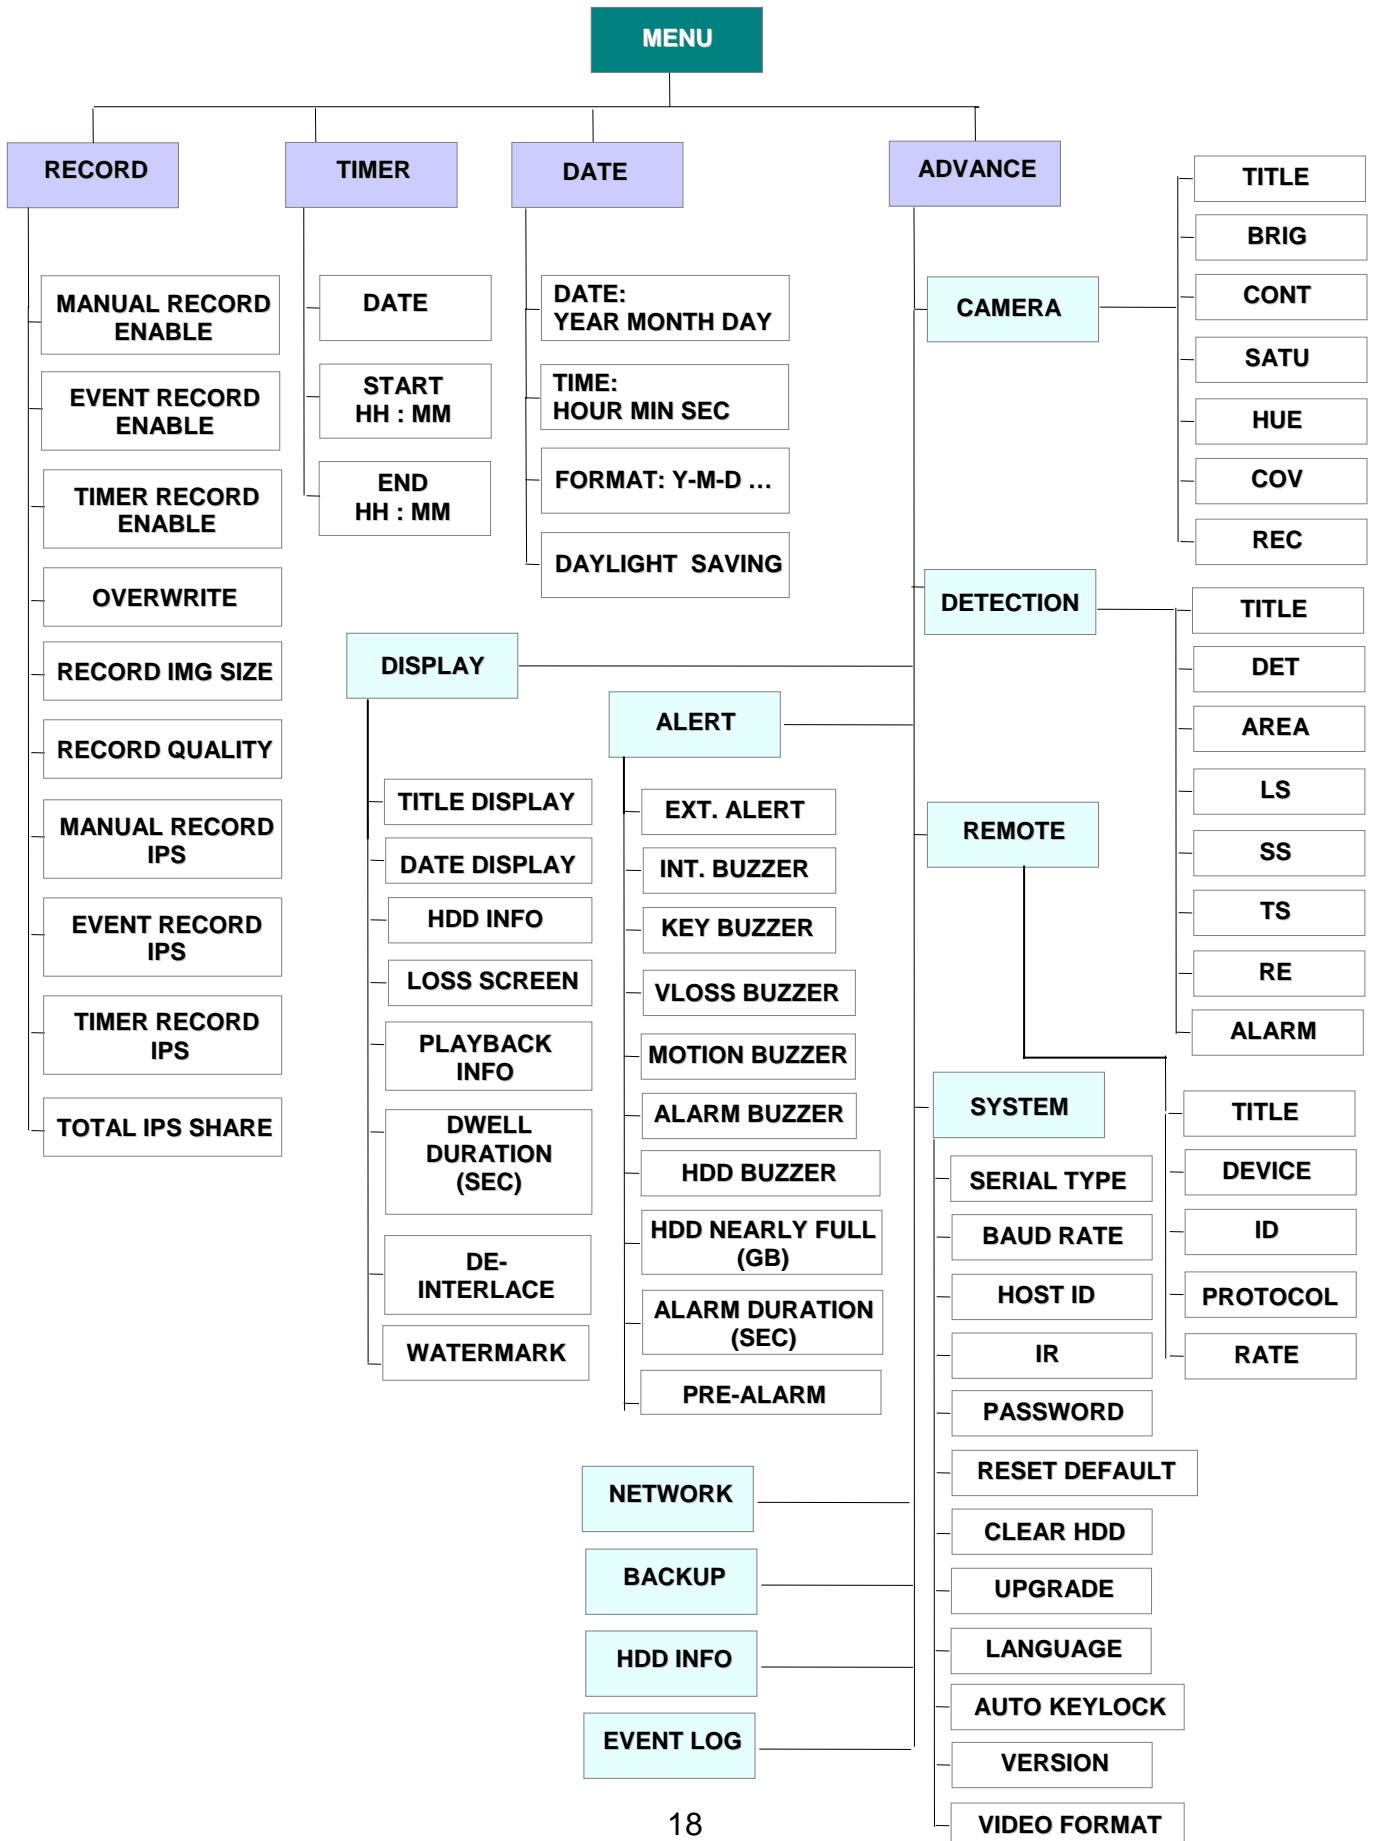 MENU
RECORD
MANUAL RECORD
ENABLE
EVENT RECORD
ENABLE
TIMER RECORD
ENABLE
OVERWRITE
RECORD IMG SIZE
RECORD QUALITY
MANUAL RECORD
IPS
EVENT RECORD
IPS
TIMER RECORD
IPS
TOTAL IPS SHARE
TIMER
DATE
START
HH : MM
END
HH : MM
DATE
DATE:
YEAR MONTH DAY
TIME:
HOUR MIN SEC
FORMAT: Y-M-D …
DAYLIGHT SAVING
ADVANCE
CAMERA
TITLE
BRIG
CONT
SATU
HUE
COV
REC
DETECTION
TITLE
DET
AREA
LS
SS
TS
RE
ALARM
DISPLAY
TITLE DISPLAY
DATE DISPLAY
HDD INFO
LOSS SCREEN
PLAYBACK
INFO
DWELL
DURATION
(SEC)
DE-
INTERLACE
WATERMARK
ALERT
EXT. ALERT
INT. BUZZER
KEY BUZZER
VLOSS BUZZER
MOTION BUZZER
ALARM BUZZER
HDD BUZZER
HDD NEARLY FULL
(GB)
ALARM DURATION
(SEC)
PRE-ALARM
REMOTE
TITLE
DEVICE
ID
PROTOCOL
RATE
SYSTEM
SERIAL TYPE
BAUD RATE
HOST ID
IR
PASSWORD
RESET DEFAULT
CLEAR HDD
UPGRADE
LANGUAGE
AUTO KEYLOCK
VERSION
VIDEO FORMAT
NETWORK
BACKUP
HDD INFO
EVENT LOG
18